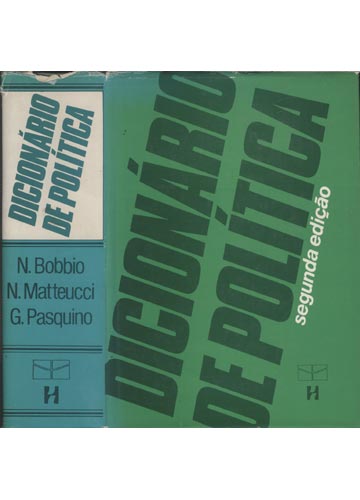 DICIONÁRIO
DE POLÍTICA
N. Bobbio
N. Matteucci
G. Pasquino
H
DICIONÁRIO
DE POLÍTICA
segunda edição
H